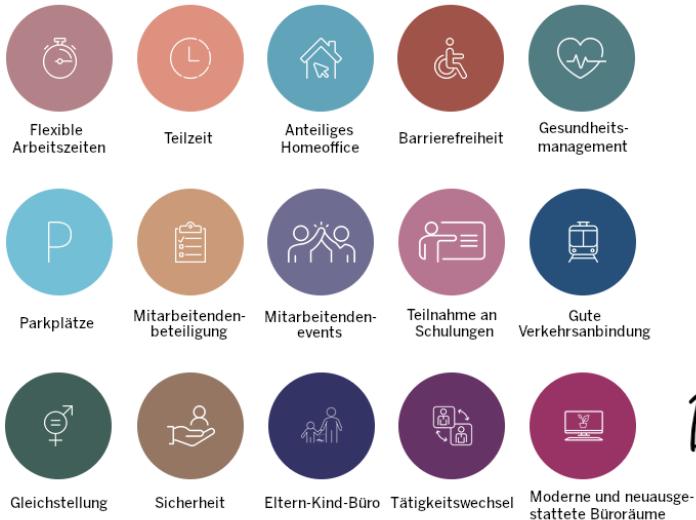 Flexible
Arbeitszeiten
Teilzeit
Anteiliges
Homeoffice
Barrierefreiheit
Gesundheits-
management
P
Parkplätze
Mitarbeitenden-
beteiligung
Mitarbeitenden-
events
Teilnahme an
Schulungen
Gute
Verkehrsanbindung
Gleichstellung
Sicherheit
Eltern-Kind-Büro
Tätigkeitswechsel
Moderne und neuausge-
stattete Büroräume